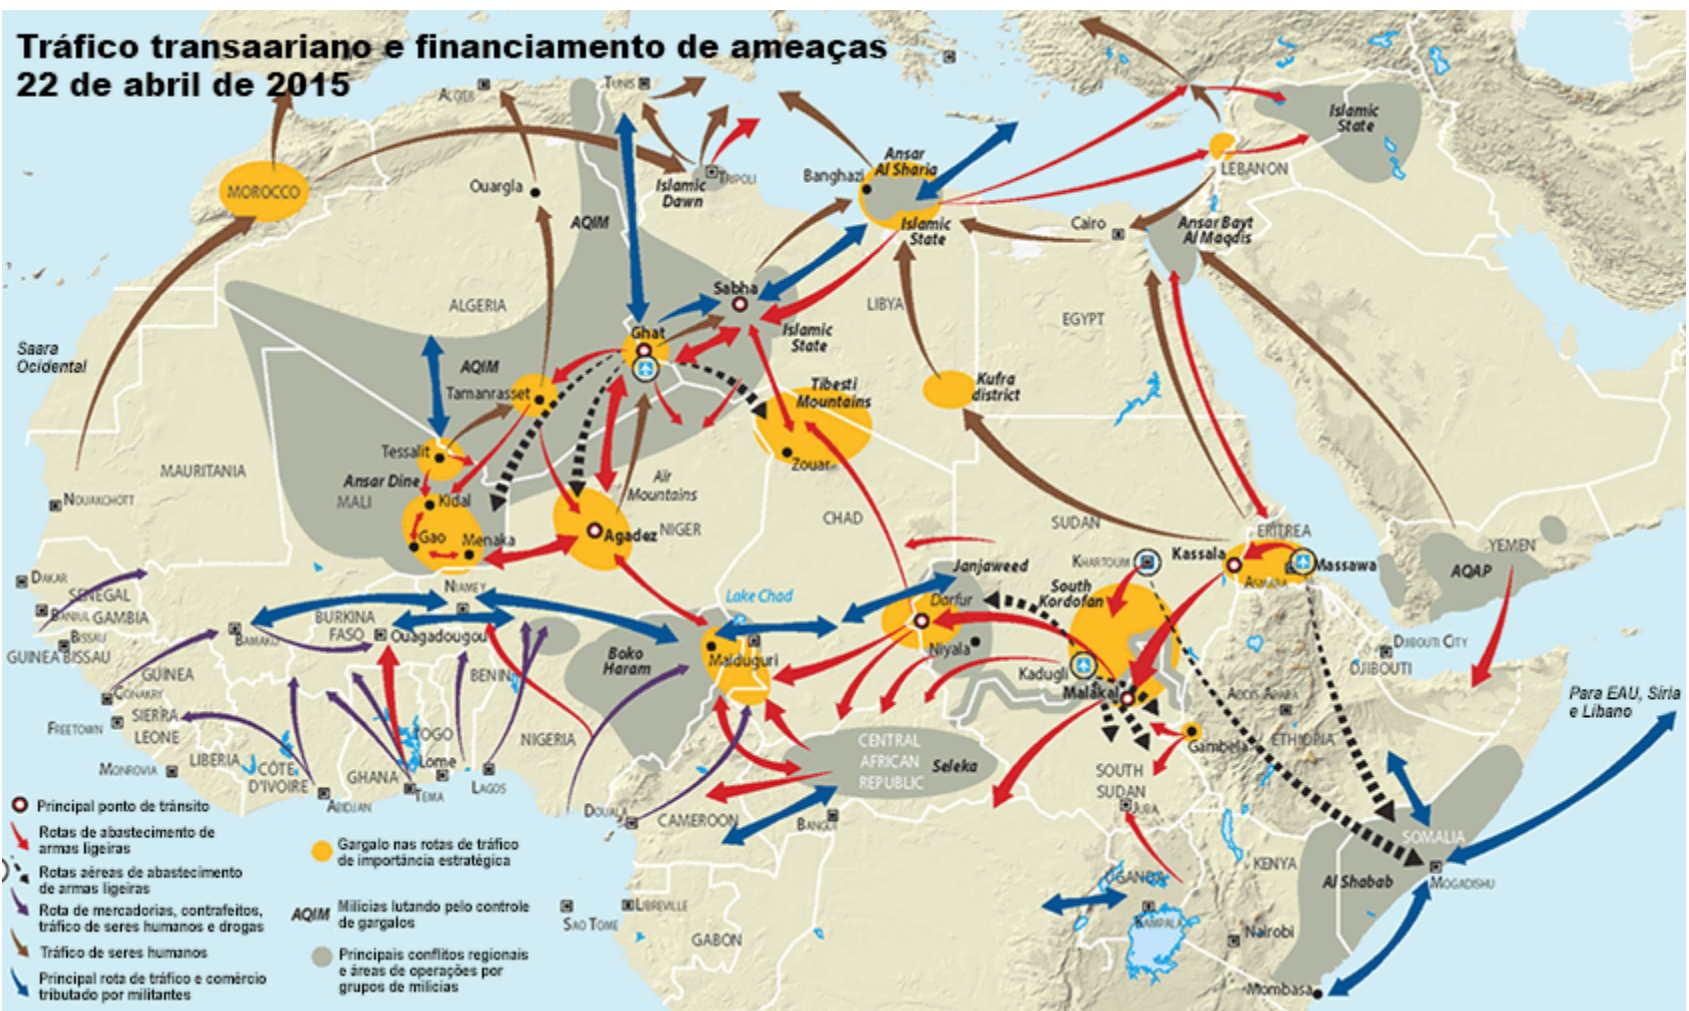 Tráfico transaariano e financiamento de ameaças
22 de abril de 2015
ALGER
TUNIS
TRIPOLI
MOROCCO
Ouargla
Islamic
Dawn
AQIM
Banghazi
Ansar
Al Sharia
Islamic
State
Islamic
State
LEBANON
Cairo
Ansar Bayt
Al Maqdis
Saara
Ocidental
ALGERIA
AQIM
Ghat
Sabha
Islamic
State
LIBYA
EGYPT
Tamanrasset
Tibesti
Mountains
Kufra
district
Zouar
Tessalit
Ansar Dine
MALI
Kidal
Gao
Menaka
MAURITANIA
NOUAKCHOTT
Aïr
Mountains
Agadez
NIGER
CHAD
SUDAN
ERITREA
KHARTOUM
Kassala
ASMARA
Massawa
YEMEN
AQAP
DAKAR
SENEGAL
BANJUL
GAMBIA
BISSAU
GUINEA BISSAU
NIAMEY
BURKINA
FASO
BAMAKO
Ouagadougou
Lake Chad
Janjaweed
Darfur
Niyala
South
Kordofan
Kadugli
Malakal
DJIBOUTI CITY
DJIBOUTI
GUINEA
CONAKRY
FREETOWN
SIERRA
LEONE
BENIN
Boko
Haram
Maiduguri
ADDIS ABABA
ETHIOPIA
Gambela
Para EAU, Síria
e Líbano
MONROVIA
LIBERIA
CÔTE
D'IVOIRE
GHANA
TOGO
Lome
NIGERIA
ABIDJAN
TEMA
LAGOS
CENTRAL
AFRICAN
REPUBLIC
Seleka
SOUTH
SUDAN
JUBA
DOUALA
CAMEROON
BANGUI
SOMALIA
MOGADISHU
Al Shabab
KENYA
UGANDA
KAMPALA
Nairobi
Mombasa
SAO TOME
LIBREVILLE
GABON
Principal ponto de trânsito
Rotas de abastecimento de
armas ligeiras
Rotas aéreas de abastecimento
de armas ligeiras
Rota de mercadorias, contrafeitos,
tráfico de seres humanos e drogas
Tráfico de seres humanos
Principal rota de tráfico e comércio
tributado por militantes
Gargalo nas rotas de tráfico
de importância estratégica
AQIM
Milícias lutando pelo controle
de gargalos
Principais conflitos regionais
e áreas de operações por
grupos de milícias